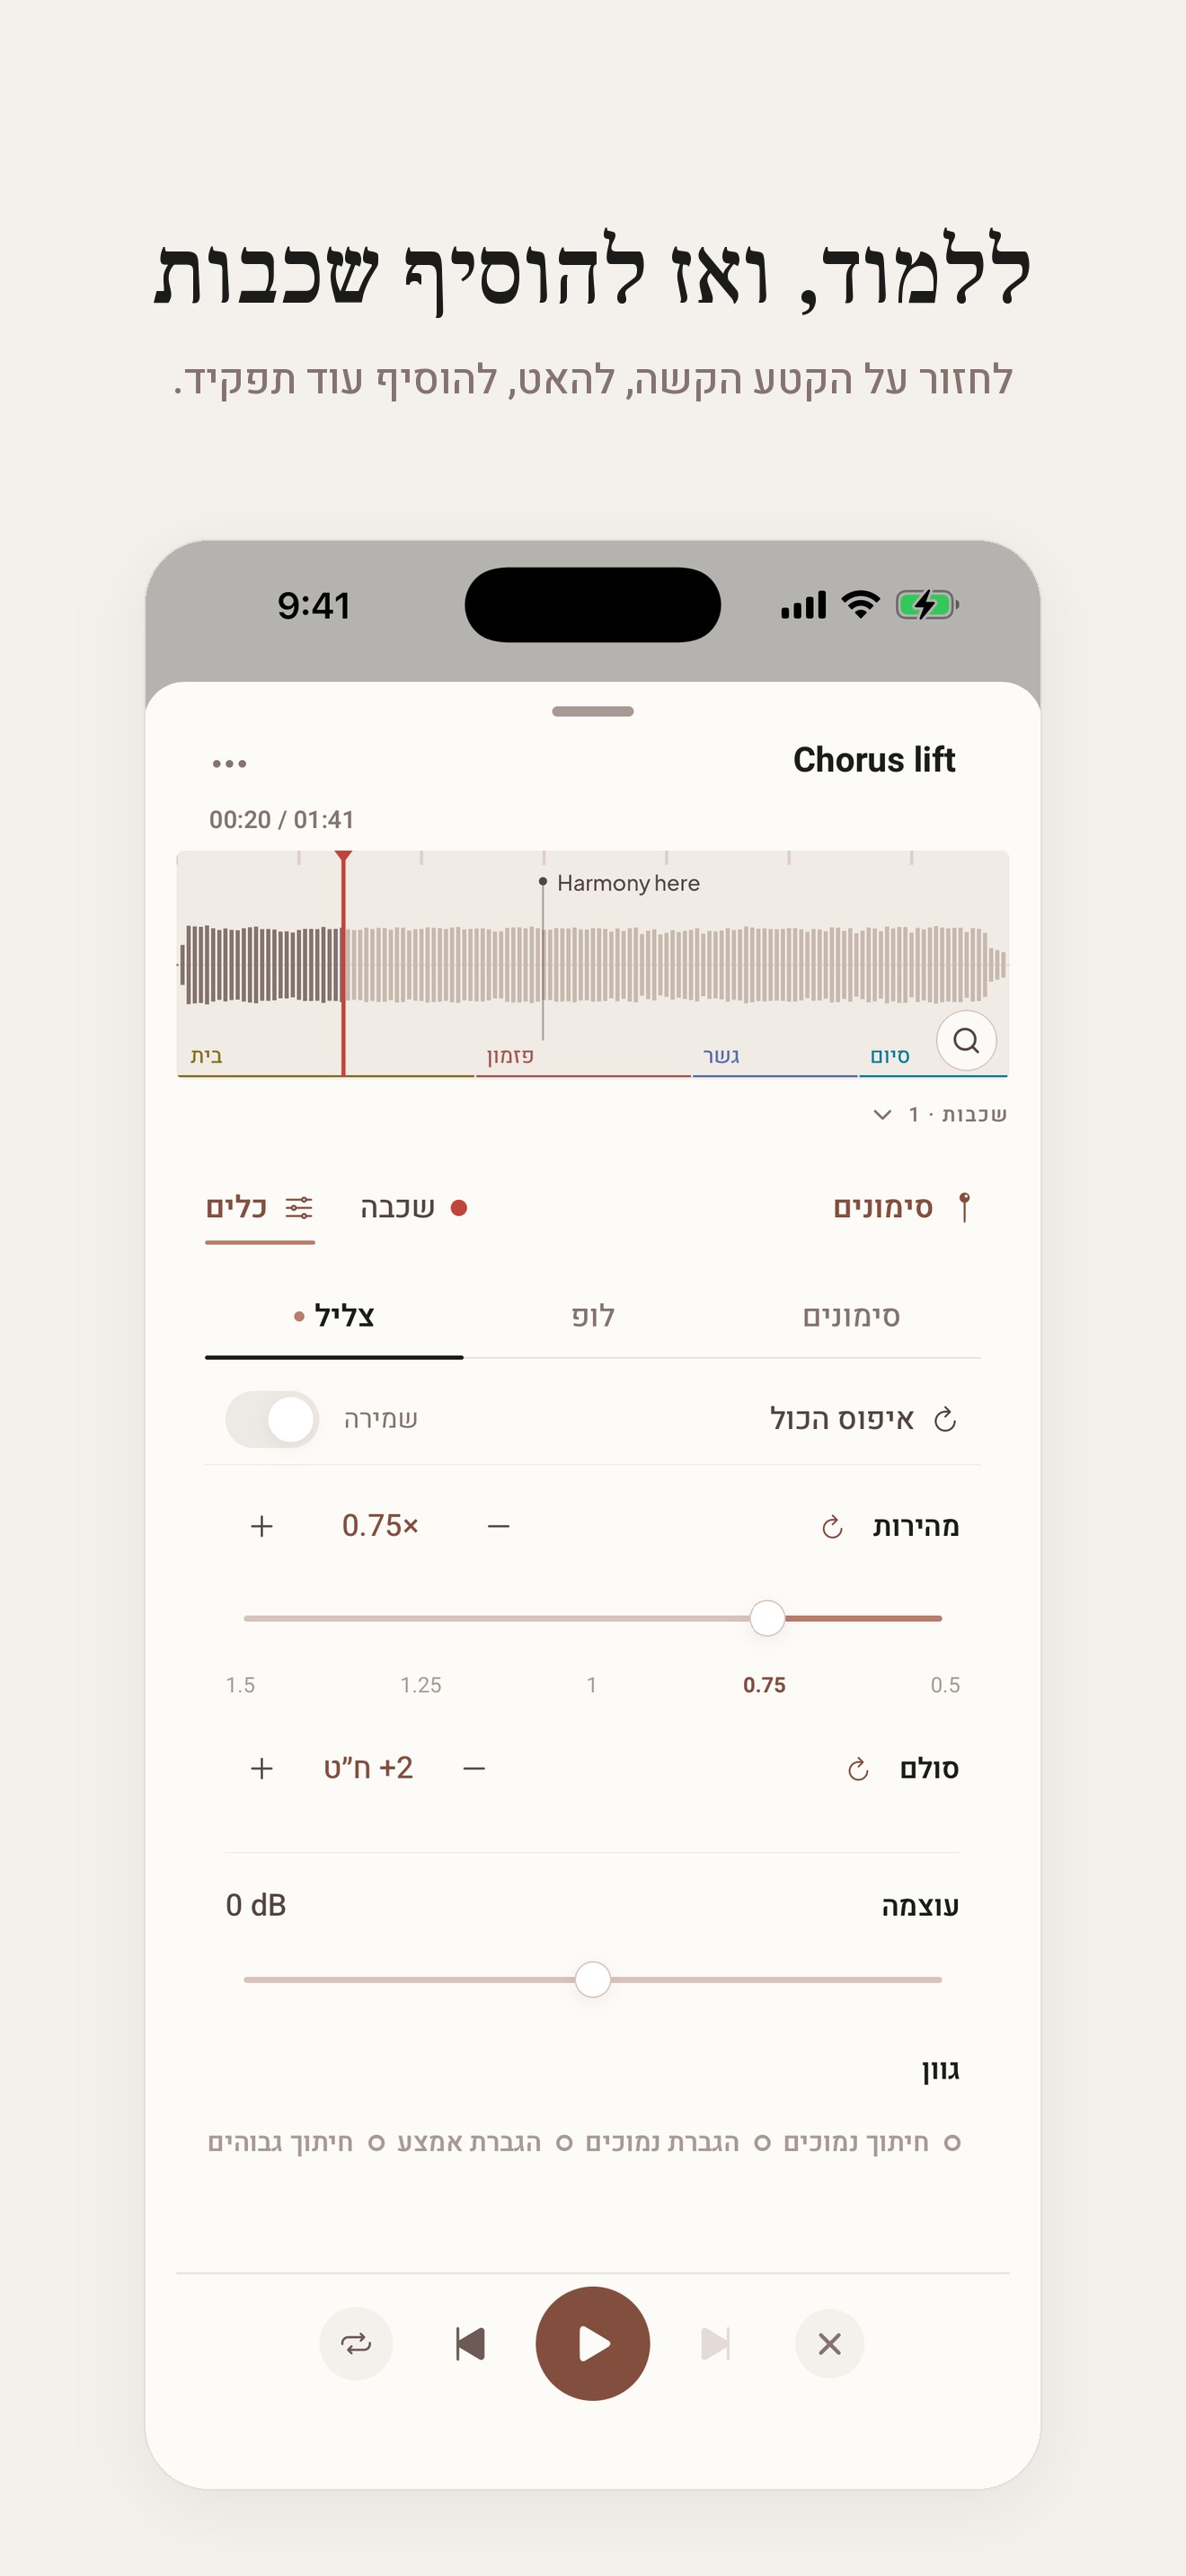 ללמוד, ואז להוסיף שכבות
לחזור על הקטע הקשה, להאט, להוסיף עוד תפקיד.
9:41
Chorus lift
00:20 / 01:41
Harmony here
בית פזמון גשר סיום
שכבות · 1
סימונים שכבה כלים
סימונים לופ צליל
איפוס הכול שמירה
מהירות 0.75×
0.5 0.75 1 1.25 1.5
סולם +2 ח״ט
עוצמה 0 dB
גוון
חיתוך נמוכים הגברת נמוכים הגברת אמצע חיתוך גבוהים